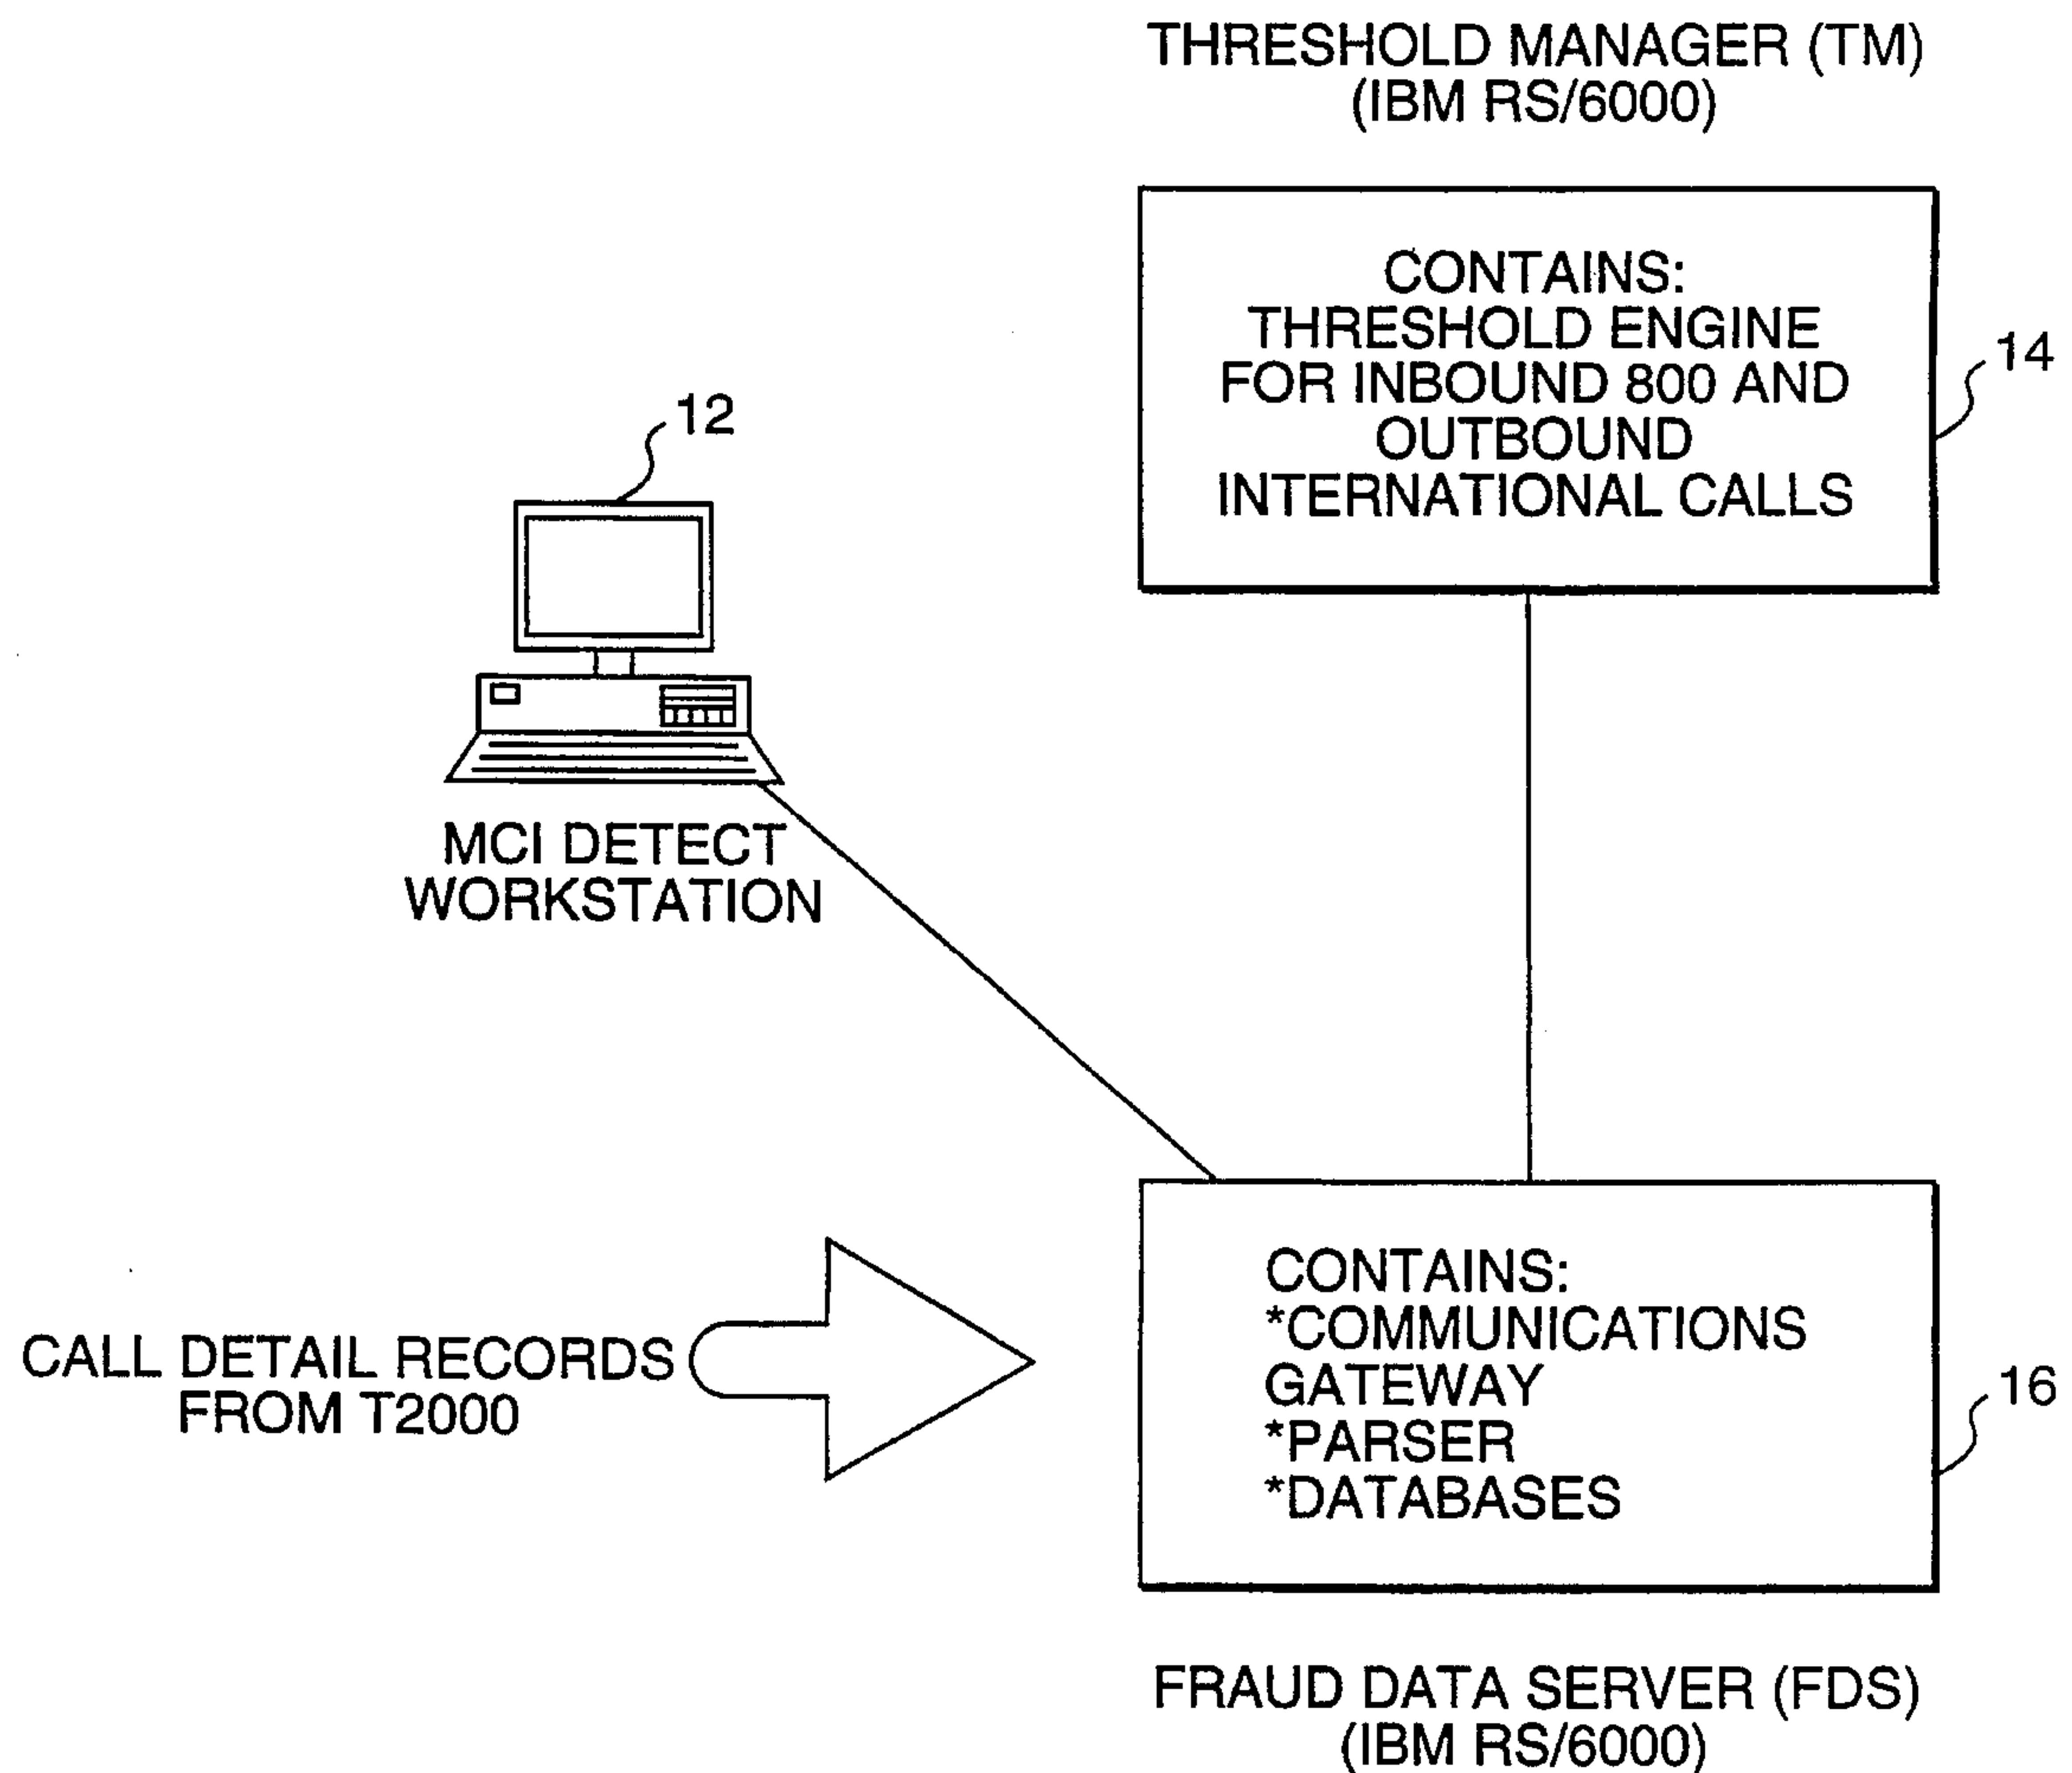 THRESHOLD MANAGER (TM)
(IBM RS/6000)
CONTAINS:
THRESHOLD ENGINE
FOR INBOUND 800 AND
OUTBOUND
INTERNATIONAL CALLS
14
12
MCI DETECT
WORKSTATION
CALL DETAIL RECORDS
FROM T2000
CONTAINS:
*COMMUNICATIONS
GATEWAY
*PARSER
*DATABASES
16
FRAUD DATA SERVER (FDS)
(IBM RS/6000)